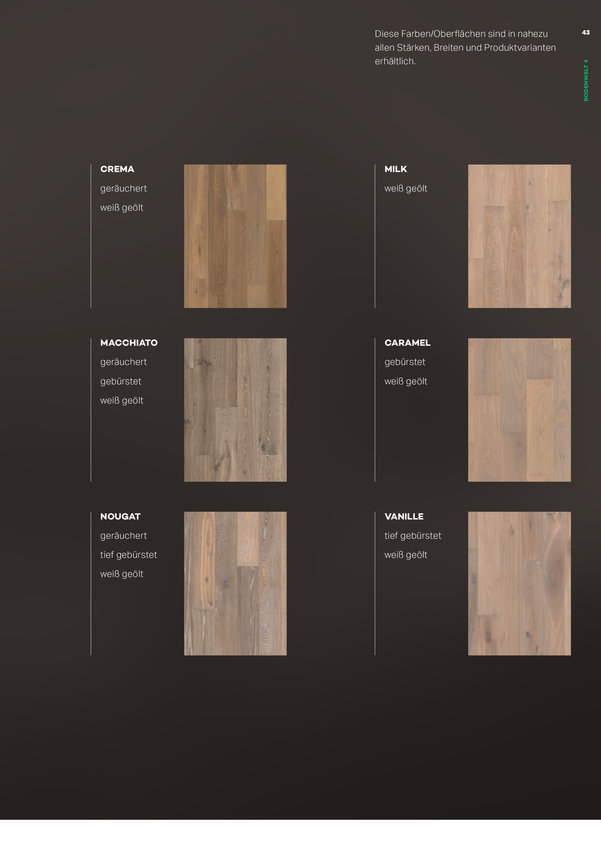 Diese Farben/Oberflächen sind in nahezu
allen Stärken, Breiten und Produktvarianten
erhältlich.
43
BODENWELT 4
CREMA
geräuchert
weiß geölt
MILK
weiß geölt
MACCHIATO
geräuchert
gebürstet
weiß geölt
CARAMEL
gebürstet
weiß geölt
NOUGAT
geräuchert
tief gebürstet
weiß geölt
VANILLE
tief gebürstet
weiß geölt